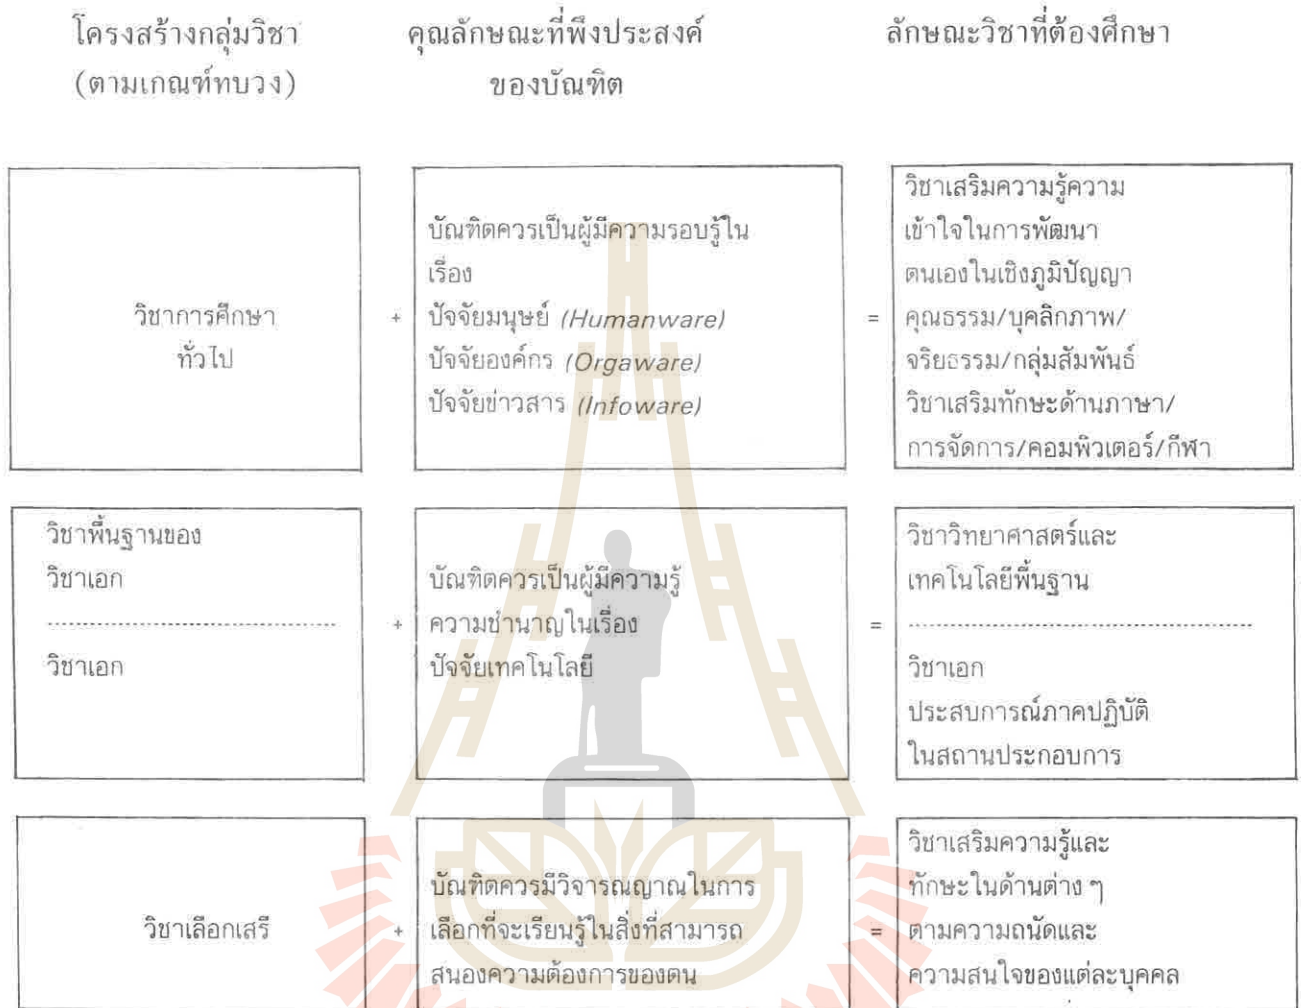 โครงสร้างกลุ่มวิชา
(ตามเกณฑ์ทบวง)
คุณลักษณะที่พึงประสงค์
ของบัณฑิต
ลักษณะวิชาที่ต้องศึกษา
วิชาการศึกษา
ทั่วไป
+
บัณฑิตควรเป็นผู้มีความรอบรู้ใน
เรื่อง
ปัจจัยมนุษย์ (Humanware)
ปัจจัยองค์กร (Orgaware)
ปัจจัยข่าวสาร (Infoware)
=
วิชาเสริมความรู้ความ
เข้าใจในการพัฒนา
ตนเองในเชิงภูมิปัญญา
คุณธรรม/บุคลิกภาพ/
จริยธรรม/กลุ่มสัมพันธ์
วิชาเสริมทักษะด้านภาษา/
การจัดการ/คอมพิวเตอร์/กีฬา
วิชาพื้นฐานของ
วิชาเอก
วิชาเอก
+
บัณฑิตควรเป็นผู้มีความรู้
ความชำนาญในเรื่อง
ปัจจัยเทคโนโลยี
=
วิชาวิทยาศาสตร์และ
เทคโนโลยีพื้นฐาน
วิชาเอก
ประสบการณ์ภาคปฏิบัติ
ในสถานประกอบการ
วิชาเลือกเสรี
+
บัณฑิตควรมีวิจารณญาณในการ
เลือกที่จะเรียนรู้ในสิ่งที่สามารถ
สนองความต้องการของตน
=
วิชาเสริมความรู้และ
ทักษะในด้านต่าง ๆ
ตามความถนัดและ
ความสนใจของแต่ละบุคคล